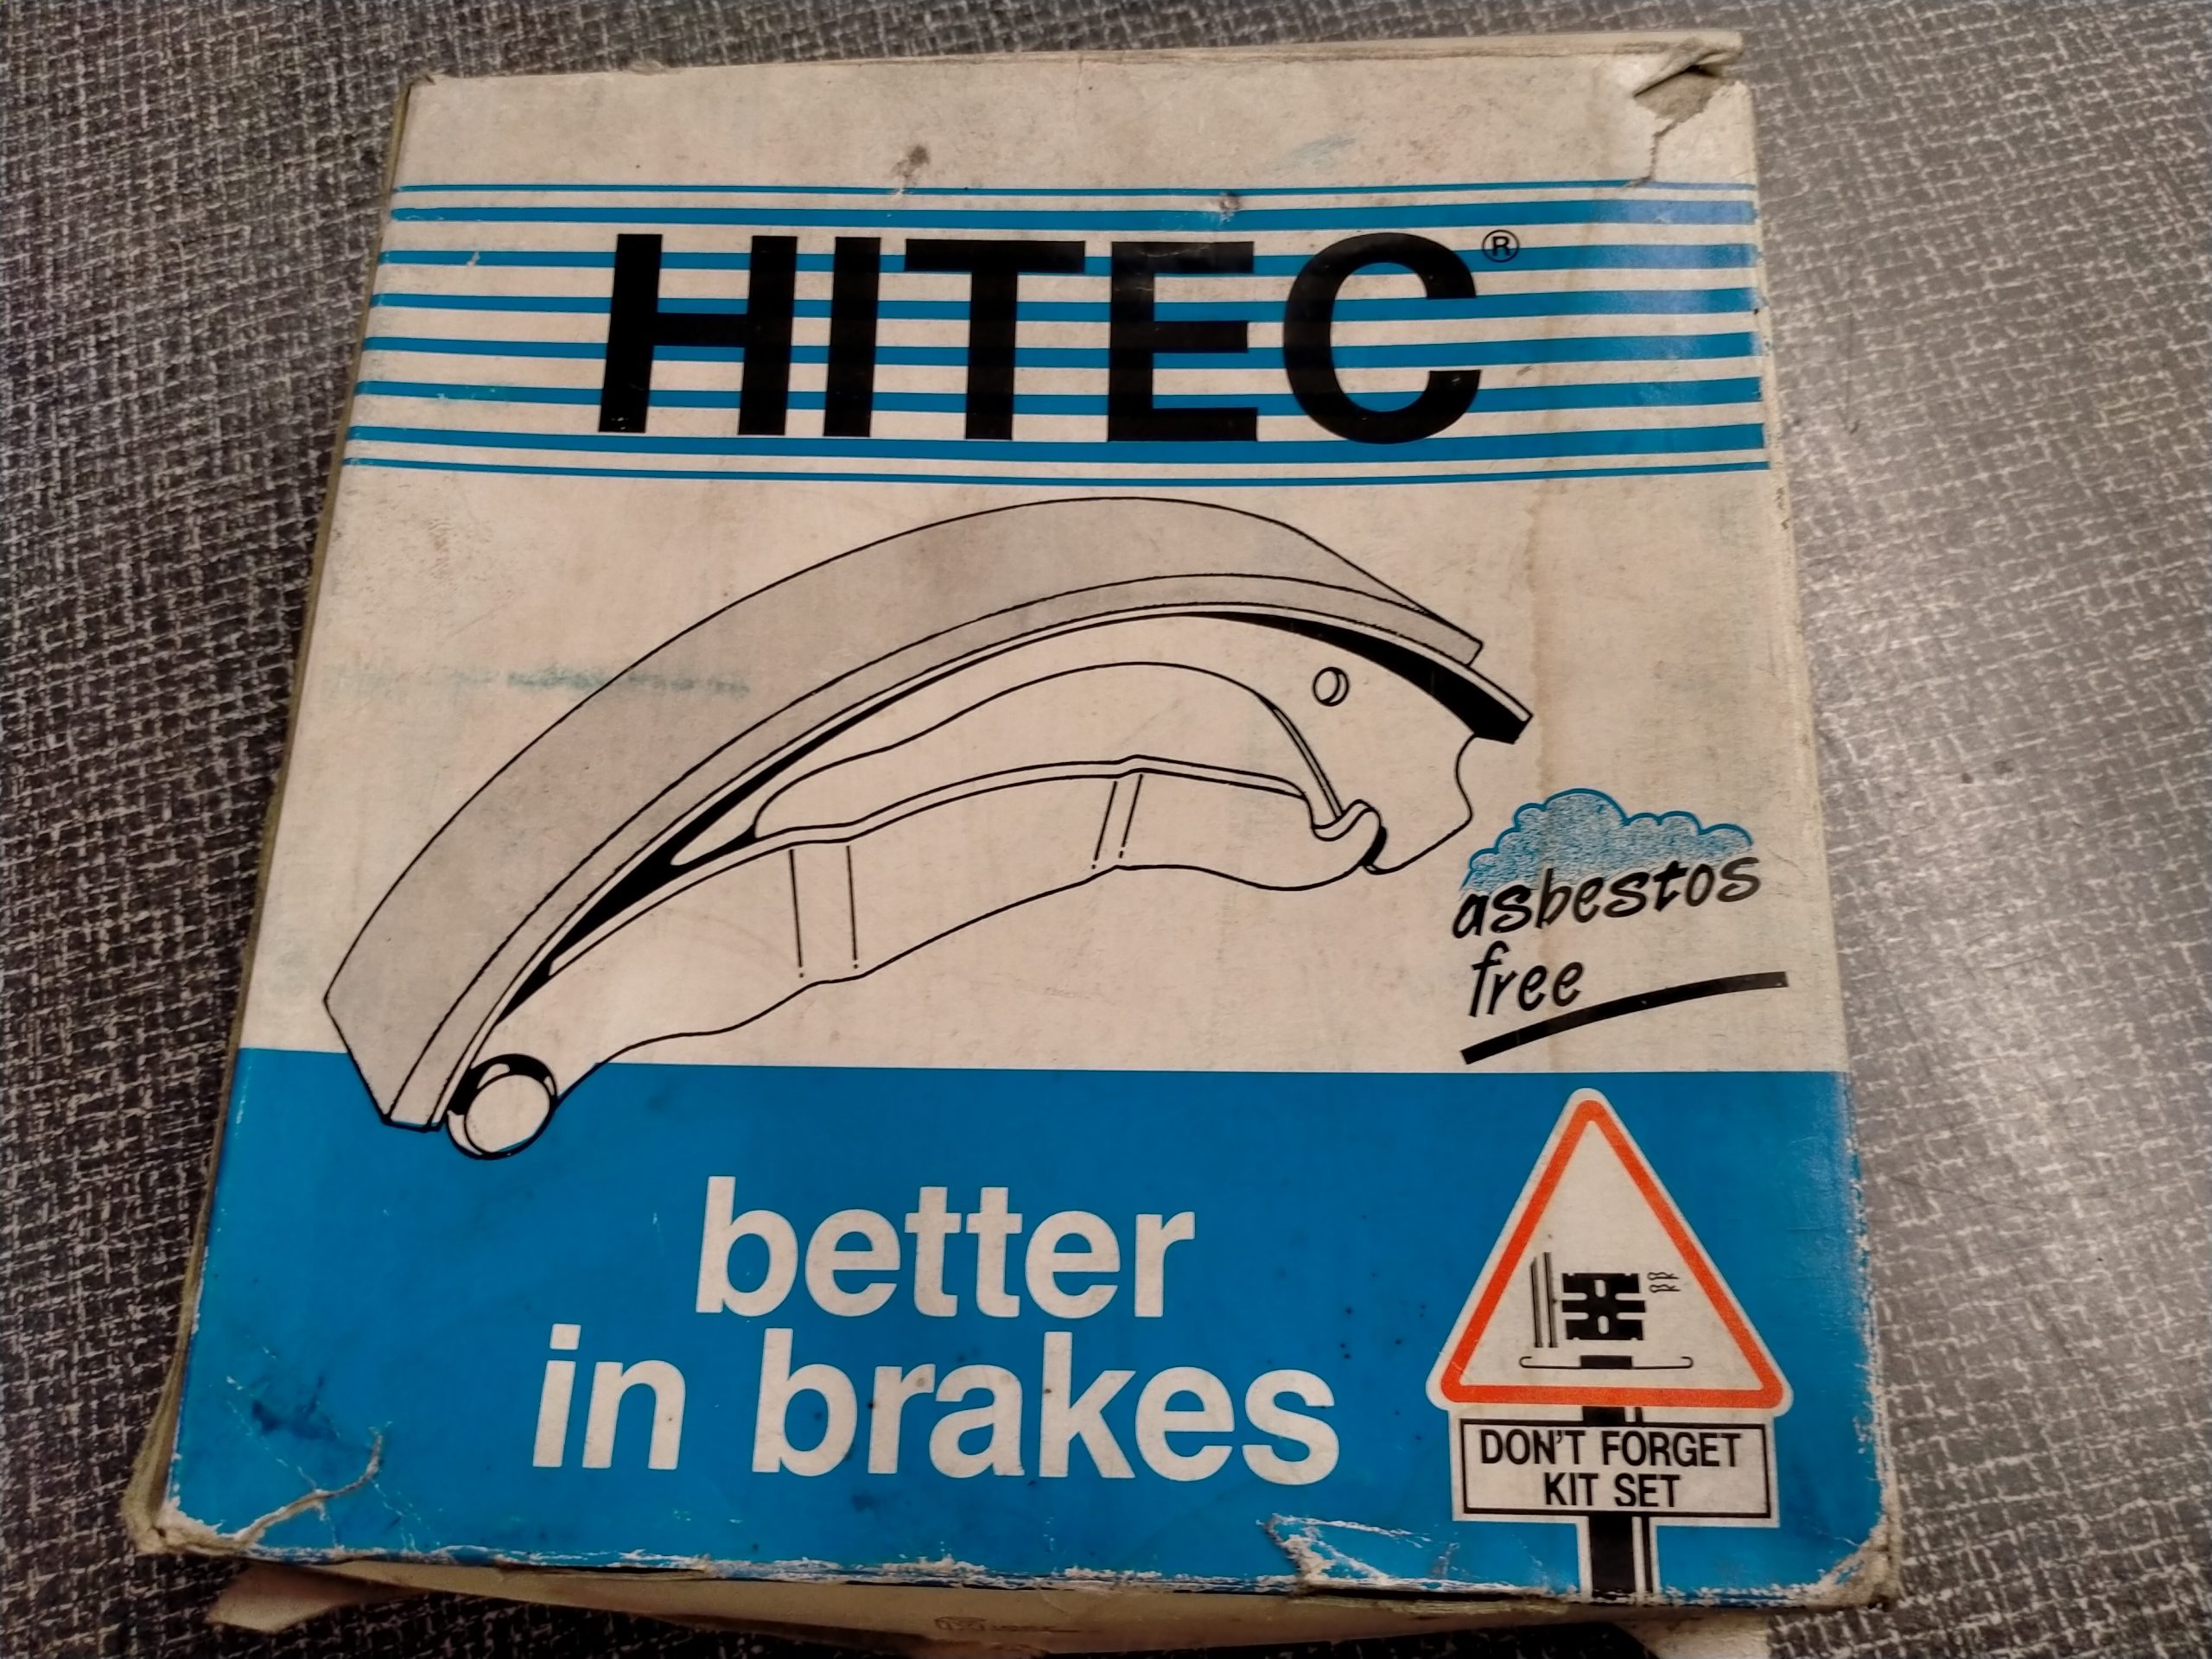 HITEC®
asbestos
free
better
in brakes
DON'T FORGET
KIT SET